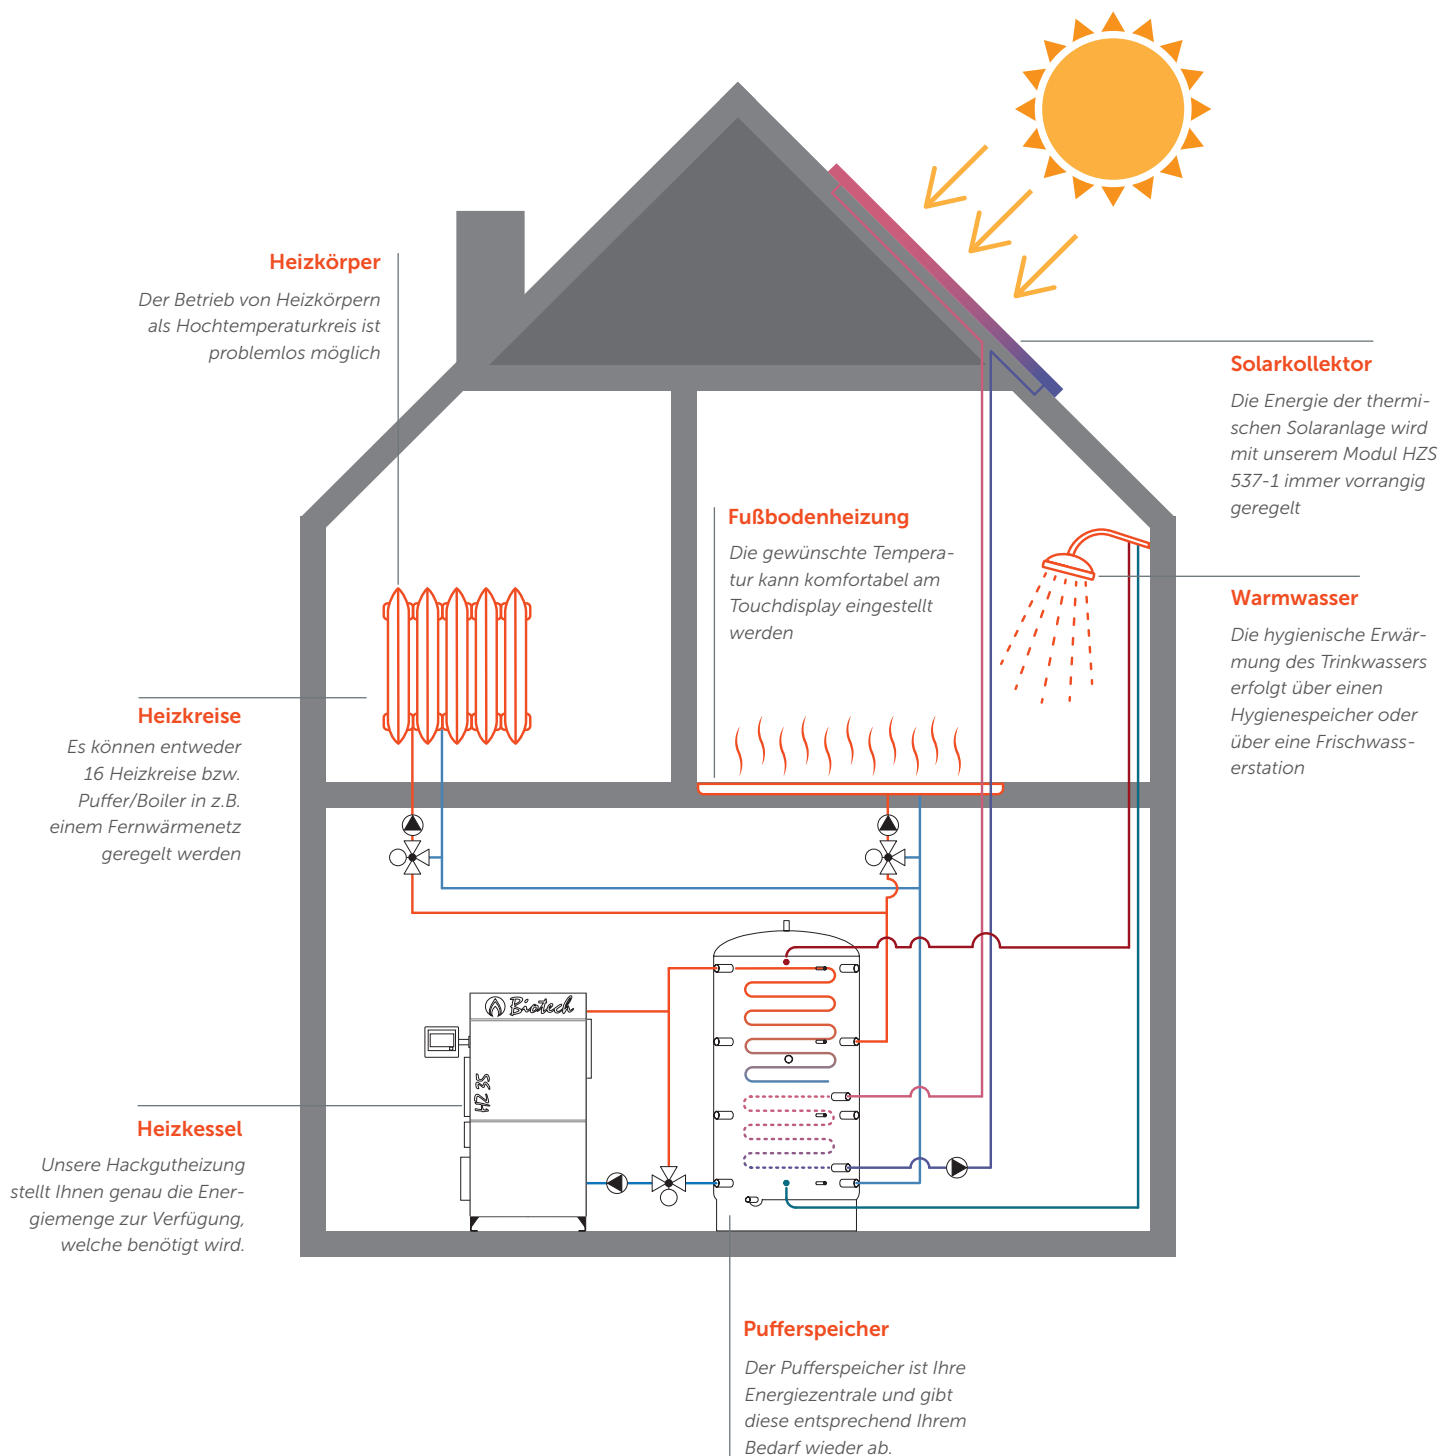 Heizkörper
Der Betrieb von Heizkörpern
als Hochtemperaturkreis ist
problemlos möglich
Solarkollektor
Die Energie der thermi-
schen Solaranlage wird
mit unserem Modul HZS
537-1 immer vorrangig
geregelt
Fußbodenheizung
Die gewünschte Tempera-
tur kann komfortabel am
Touchdisplay eingestellt
werden
Warmwasser
Die hygienische Erwär-
mung des Trinkwassers
erfolgt über einen
Hygienespeicher oder
über eine Frischwass-
erstation
Heizkreise
Es können entweder
16 Heizkreise bzw.
Puffer/Boiler in z.B.
einem Fernwärmenetz
geregelt werden
Biotech
HZ 35
Heizkessel
Unsere Hackgutheizung
stellt Ihnen genau die Ener-
giemenge zur Verfügung,
welche benötigt wird.
Pufferspeicher
Der Pufferspeicher ist Ihre
Energiezentrale und gibt
diese entsprechend Ihrem
Bedarf wieder ab.